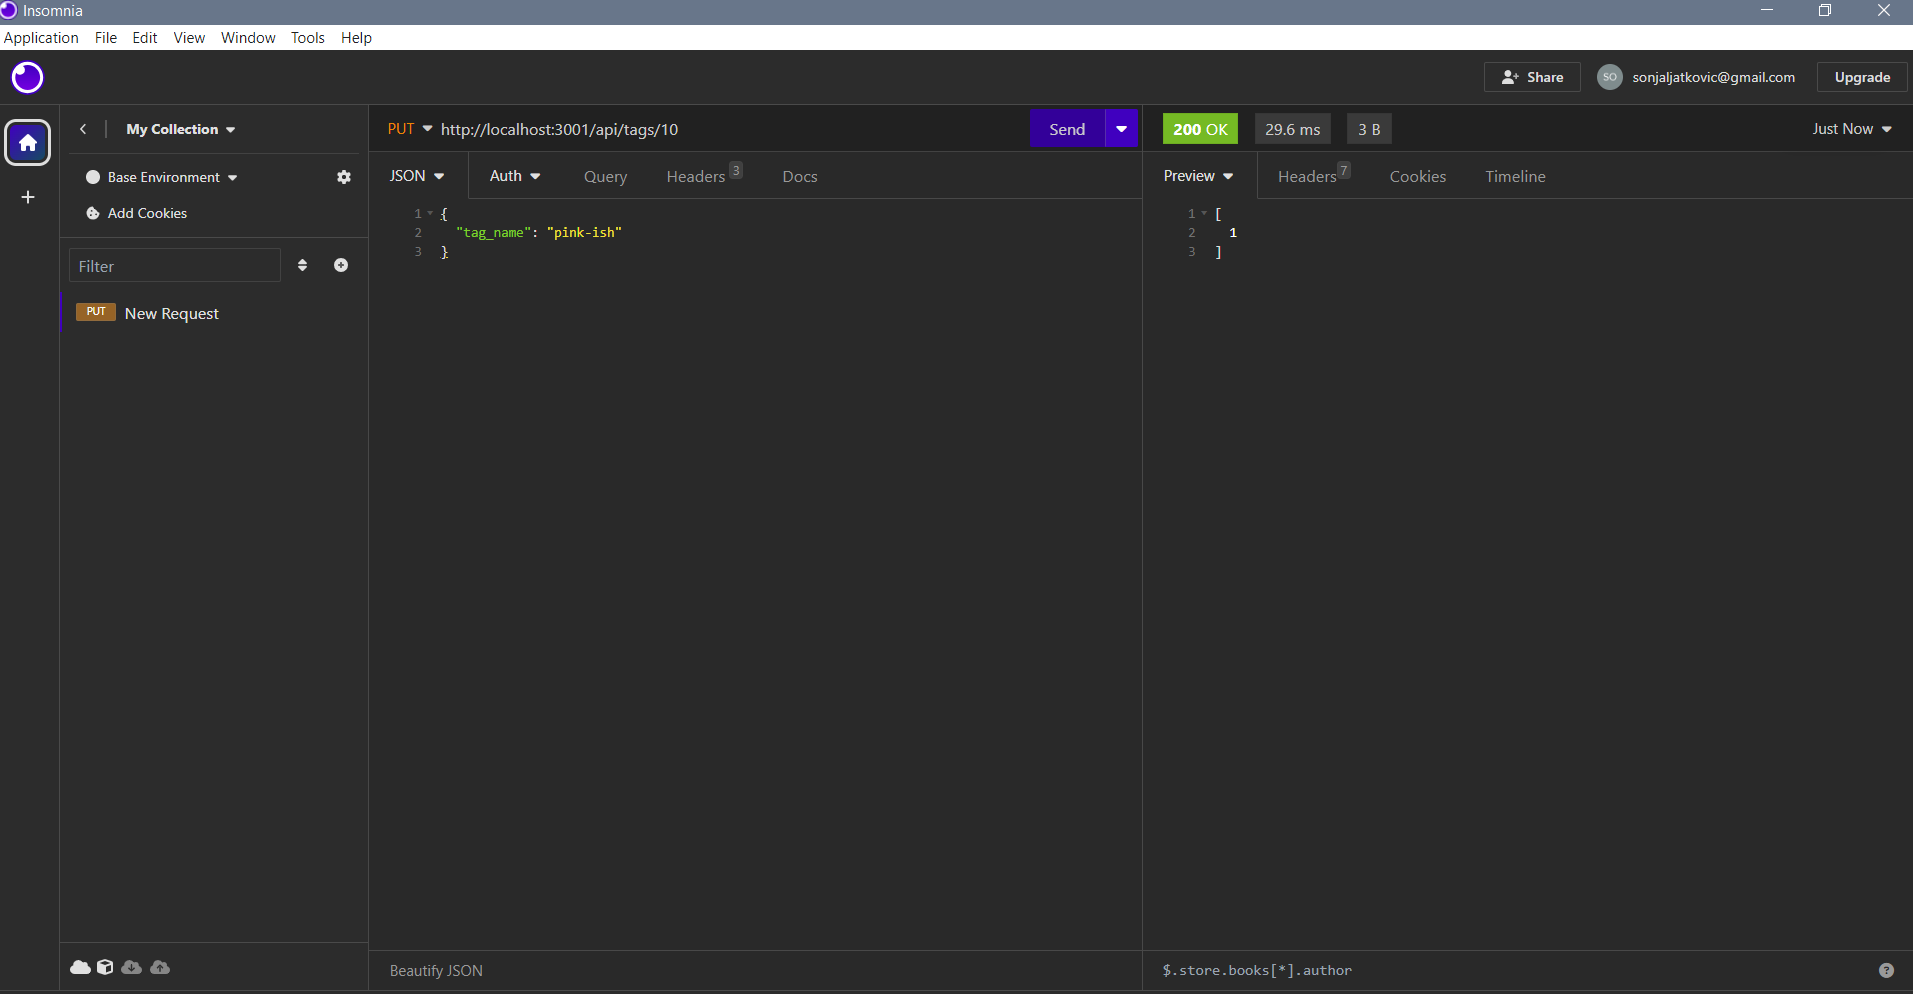 Insomnia
Application File Edit View Window Tools Help
Share SO sonjaljatkovic@gmail.com Upgrade
My Collection
PUT http://localhost:3001/api/tags/10 Send
200 OK 29.6 ms 3 B Just Now
Base Environment
Add Cookies
JSON Auth Query Headers 3 Docs
Preview Headers 7 Cookies Timeline
Filter
PUT New Request
1 {
2 "tag_name": "pink-ish"
3 }
1 [
2 1
3 ]
Beautify JSON
$.store.books[*].author ?